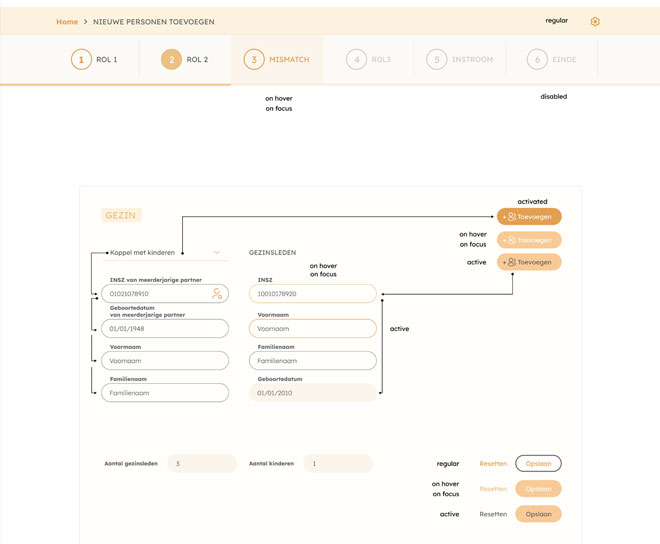 Home > NIEUWE PERSONEN TOEVOEGEN
regular
1 ROL 1
2 ROL 2
3 MISMATCH
4 ROL3
5 INSTROOM
6 EINDE
on hover
on focus
disabled
activated
GEZIN
+ Toevoegen
on hover
on focus
+ Toevoegen
Koppel met kinderen
GEZINSLEDEN
active
+ Toevoegen
on hover
on focus
INSZ van meerderjarige partner
INSZ
01021078910
10010178920
Geboortedatum
van meerderjarige partner
Voornaam
01/01/1948
Voornaam
active
Voornaam
Familienaam
Voornaam
Familienaam
Familienaam
Geboortedatum
Familienaam
01/01/2010
Aantal gezinsleden
3
Aantal kinderen
1
regular
Resetten
Opslaan
on hover
on focus
Resetten
Opslaan
active
Resetten
Opslaan